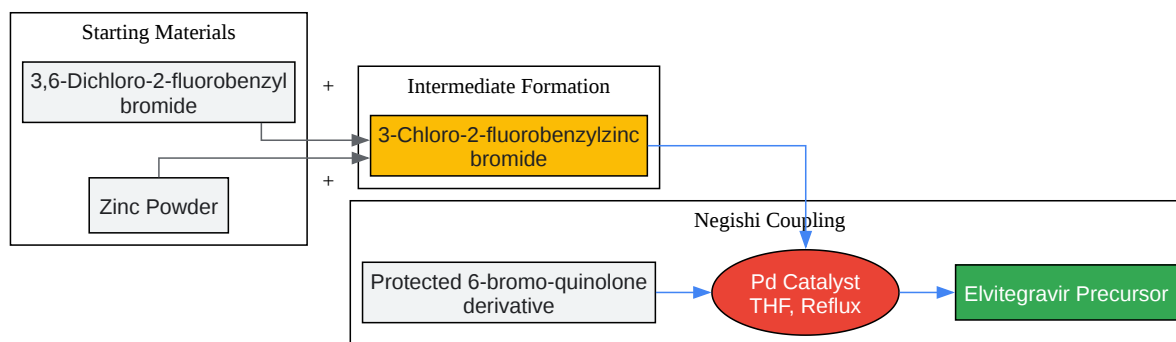 Starting Materials
3,6-Dichloro-2-fluorobenzyl
bromide
+
Intermediate Formation
3-Chloro-2-fluorobenzylzinc
bromide
Zinc Powder
+
Negishi Coupling
Protected 6-bromo-quinolone
derivative
Pd Catalyst
THF, Reflux
Elvitegravir Precursor